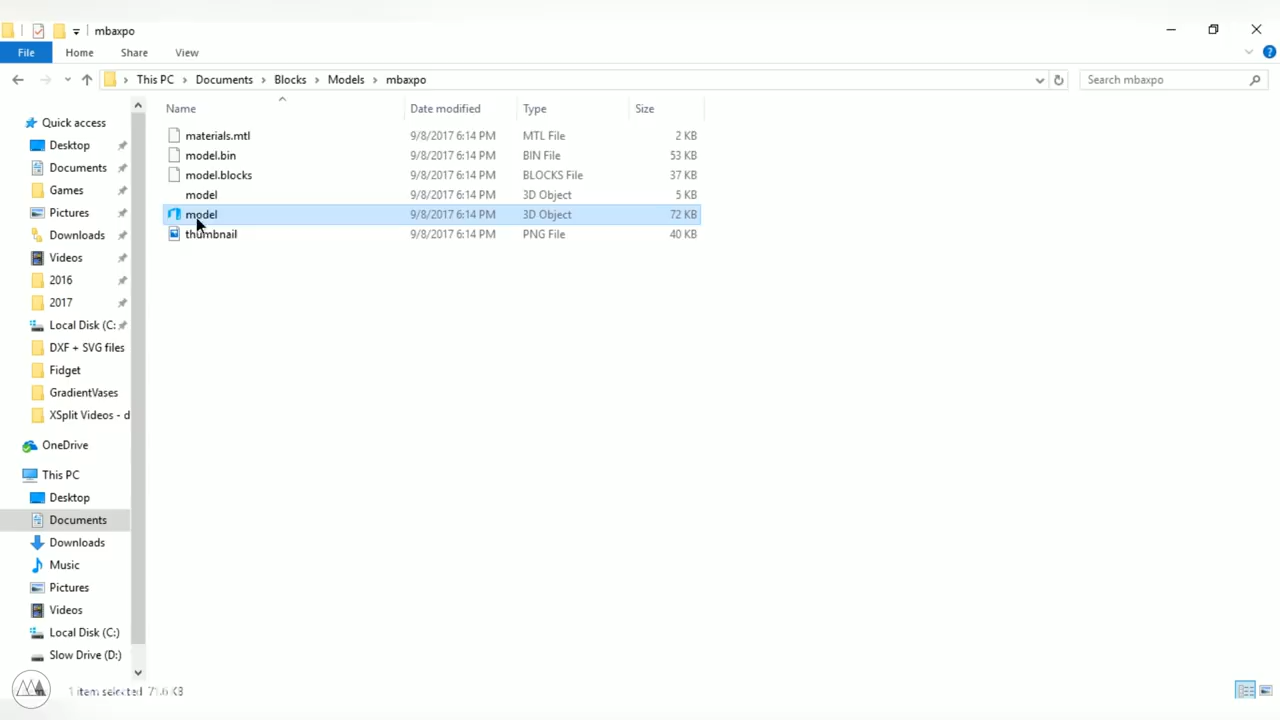 mbaxpo
File Home Share View
This PC Documents Blocks Models mbaxpo Search mbaxpo
Name Date modified Type Size
materials.mtl 9/8/2017 6:14 PM MTL File 2 KB
model.bin 9/8/2017 6:14 PM BIN File 53 KB
model.blocks 9/8/2017 6:14 PM BLOCKS File 37 KB
model 9/8/2017 6:14 PM 3D Object 5 KB
model 9/8/2017 6:14 PM 3D Object 72 KB
thumbnail 9/8/2017 6:14 PM PNG File 40 KB
Quick access
Desktop
Documents
Games
Pictures
Downloads
Videos
2016
2017
Local Disk (C:
DXF + SVG files
Fidget
GradientVases
XSplit Videos - d
OneDrive
This PC
Desktop
Documents
Downloads
Music
Pictures
Videos
Local Disk (C:)
Slow Drive (D:)
1 item selected 71.6 KB